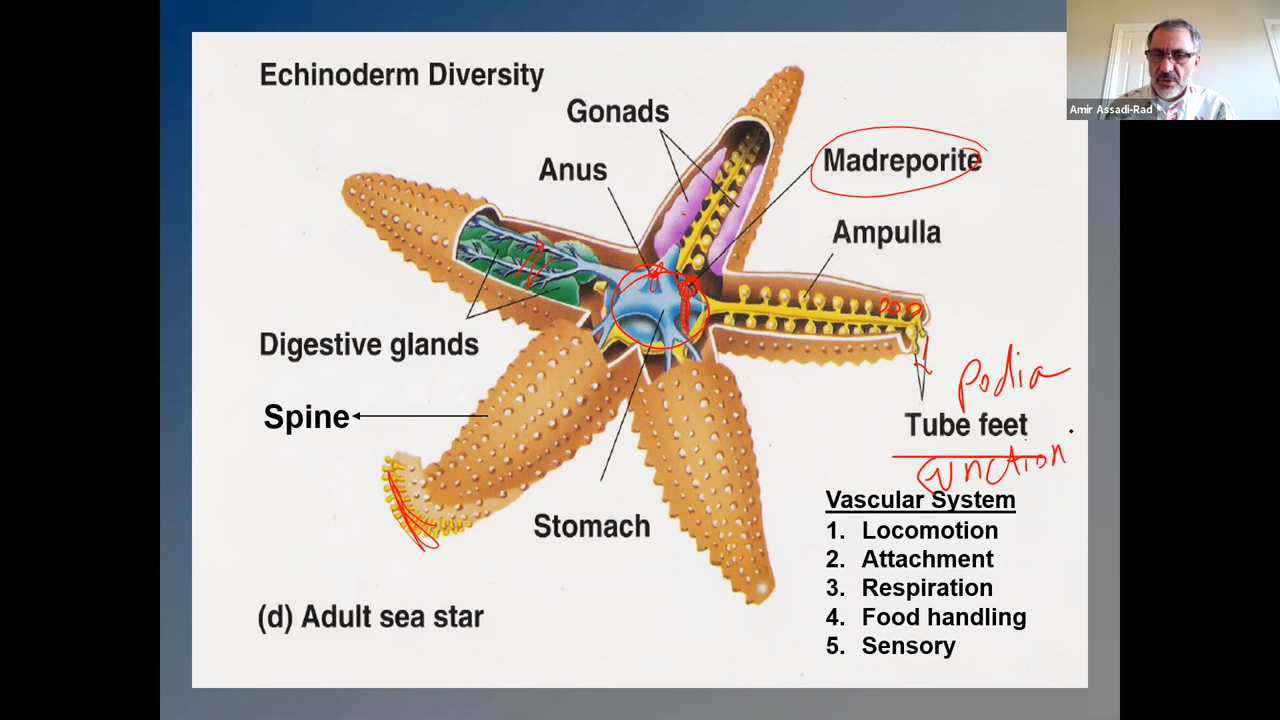 Echinoderm Diversity
Amir Assadi-Rad
Gonads
Anus
Madreporite
Ampulla
Digestive glands
podia
Spine
Tube feet
Function
Vascular System
1. Locomotion
2. Attachment
3. Respiration
4. Food handling
5. Sensory
Stomach
(d) Adult sea star